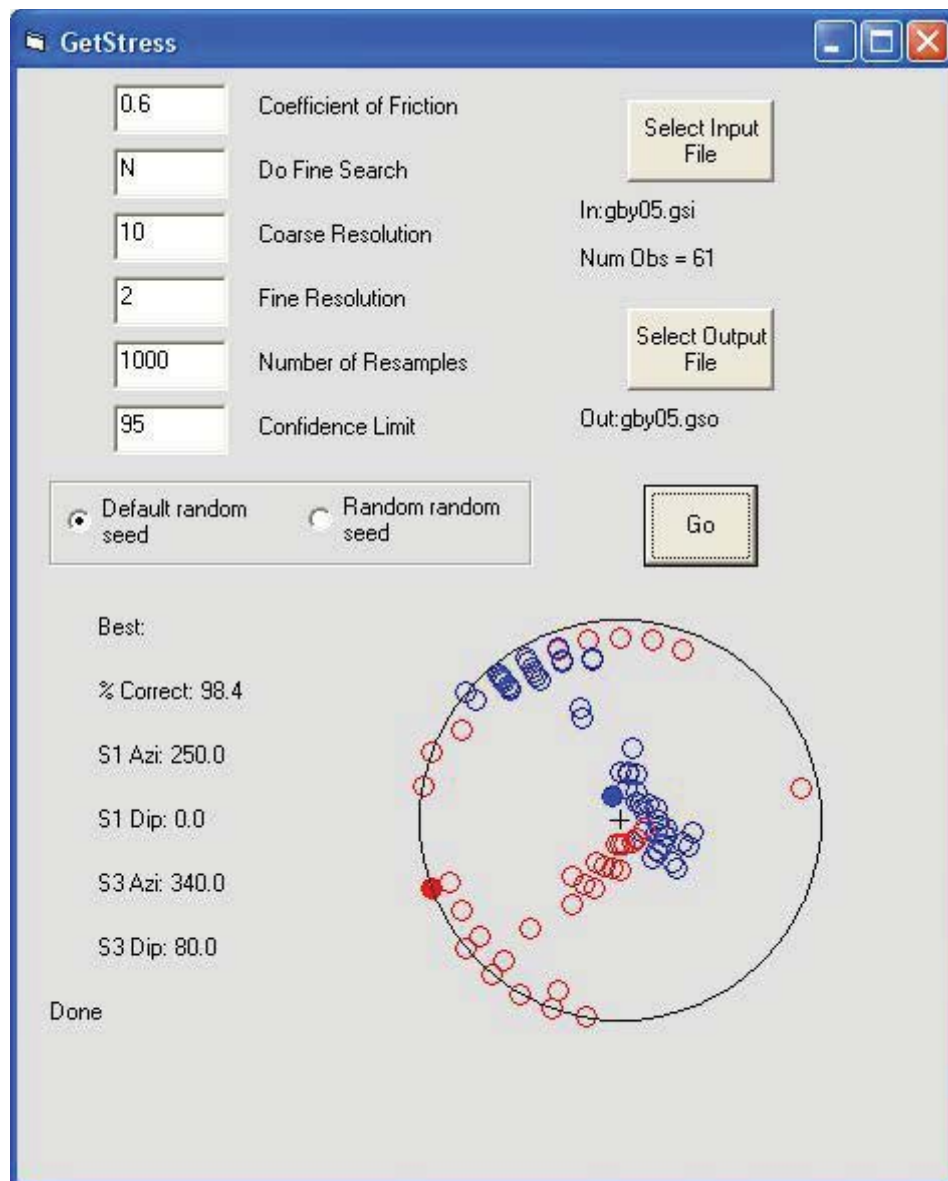 GetStress
0.6
Coefficient of Friction
N
Do Fine Search
10
Coarse Resolution
2
Fine Resolution
1000
Number of Resamples
95
Confidence Limit
Select Input
File
In:gby05.gsi
Num Obs = 61
Select Output
File
Out:gby05.gso
Default random
seed
Random random
seed
Go
Best:
% Correct: 98.4
S1 Azi: 250.0
S1 Dip: 0.0
S3 Azi: 340.0
S3 Dip: 80.0
Done